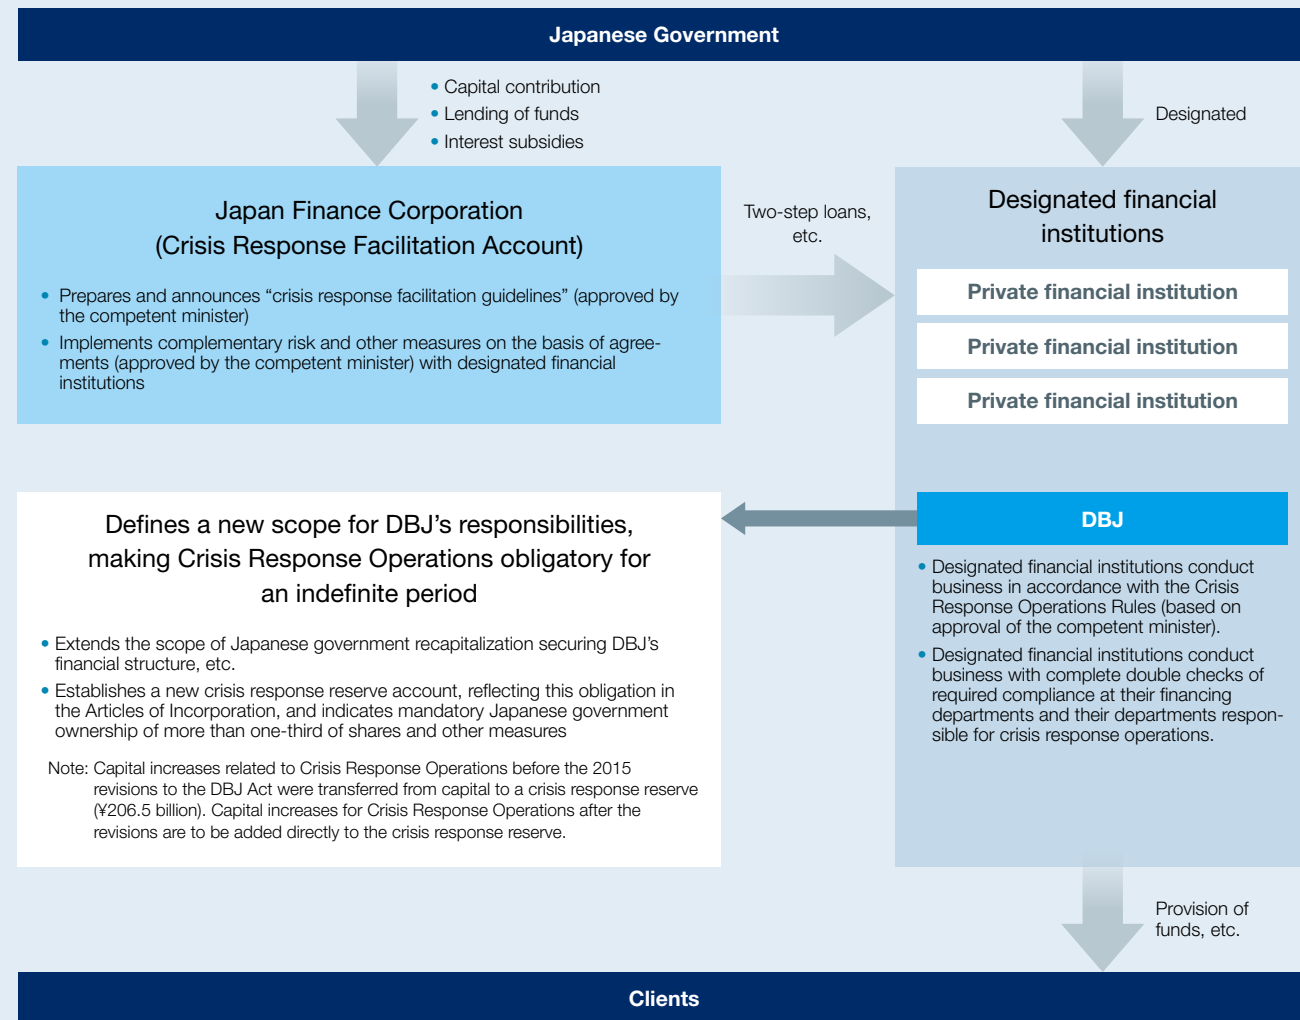 Japanese Government
• Capital contribution
• Lending of funds
• Interest subsidies
Designated
Japan Finance Corporation
(Crisis Response Facilitation Account)
• Prepares and announces “crisis response facilitation guidelines” (approved by
the competent minister)
• Implements complementary risk and other measures on the basis of agree-
ments (approved by the competent minister) with designated financial
institutions
Two-step loans,
etc.
Designated financial
institutions
Private financial institution
Private financial institution
Private financial institution
DBJ
• Designated financial institutions conduct
business in accordance with the Crisis
Response Operations Rules (based on
approval of the competent minister).
• Designated financial institutions conduct
business with complete double checks of
required compliance at their financing
departments and their departments respon-
sible for crisis response operations.
Defines a new scope for DBJ’s responsibilities,
making Crisis Response Operations obligatory for
an indefinite period
• Extends the scope of Japanese government recapitalization securing DBJ’s
financial structure, etc.
• Establishes a new crisis response reserve account, reflecting this obligation in
the Articles of Incorporation, and indicates mandatory Japanese government
ownership of more than one-third of shares and other measures
Note: Capital increases related to Crisis Response Operations before the 2015
revisions to the DBJ Act were transferred from capital to a crisis response reserve
(¥206.5 billion). Capital increases for Crisis Response Operations after the
revisions are to be added directly to the crisis response reserve.
Provision of
funds, etc.
Clients